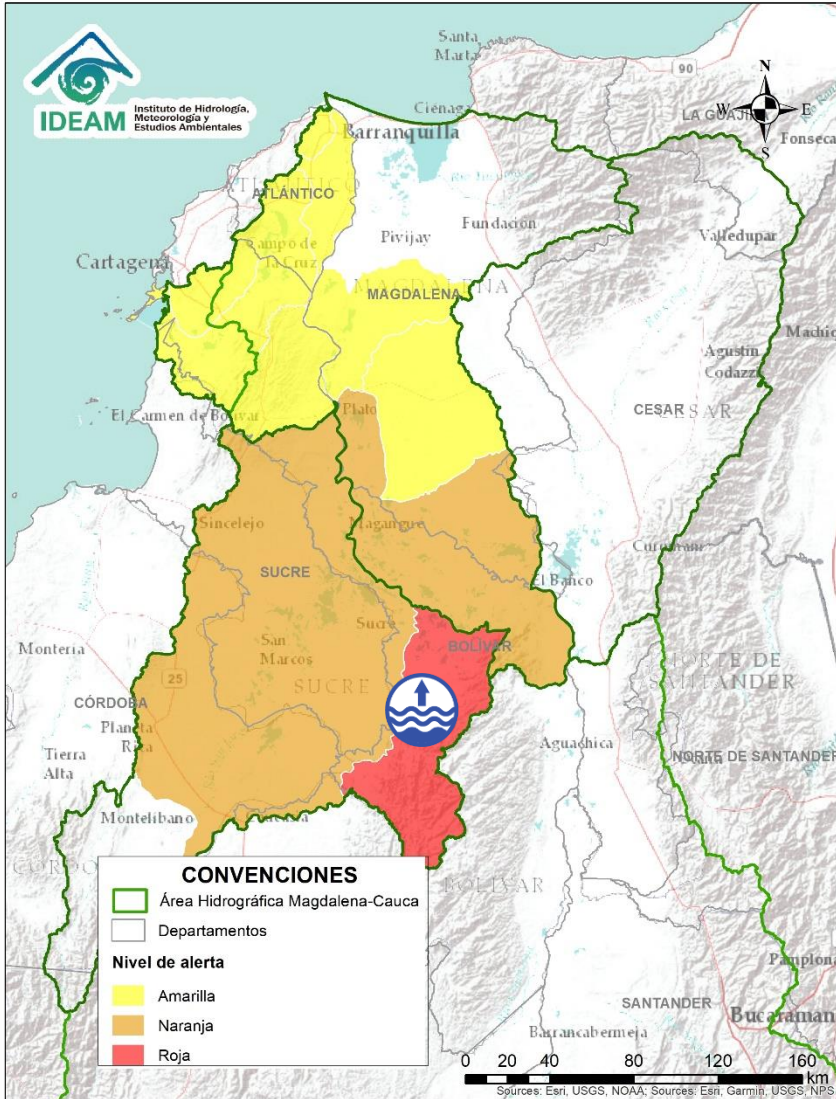 IDEAM
Instituto de Hidrología,
Meteorología y
Estudios Ambientales
Santa
Marta
90
N
W
E
S
Ciénaga
LA GUAJIRA
Barranquilla
Fonseca
ATLÁNTICO
Fundación
Pivijay
Valledupar
Campo de
la Cruz
Cartagena
MAGDALENA
MAGDALENA
Agustín
Codazzi
El Carmen de Bolívar
Plato
CESAR
CESAR
Sincelejo
Magangué
Curumaní
SUCRE
El Banco
Sucre
Montería
San
Marcos
BOLÍVAR
NORTE DE
SANTANDER
25
SUCRE
CÓRDOBA
Planeta
Rica
Aguachica
Tierra
Alta
NORTE DE SANTANDER
Montelíbano
CONVENCIONES
Área Hidrográfica Magdalena-Cauca
Departamentos
BOLÍVAR
Nivel de alerta
Amarilla
Pamplona
Naranja
SANTANDER
Bucaraman
Roja
Barrancabermeja
0 20 40 80 120 160
km
Sources: Esri, USGS, NOAA; Sources: Esri, Garmin, USGS, NPS